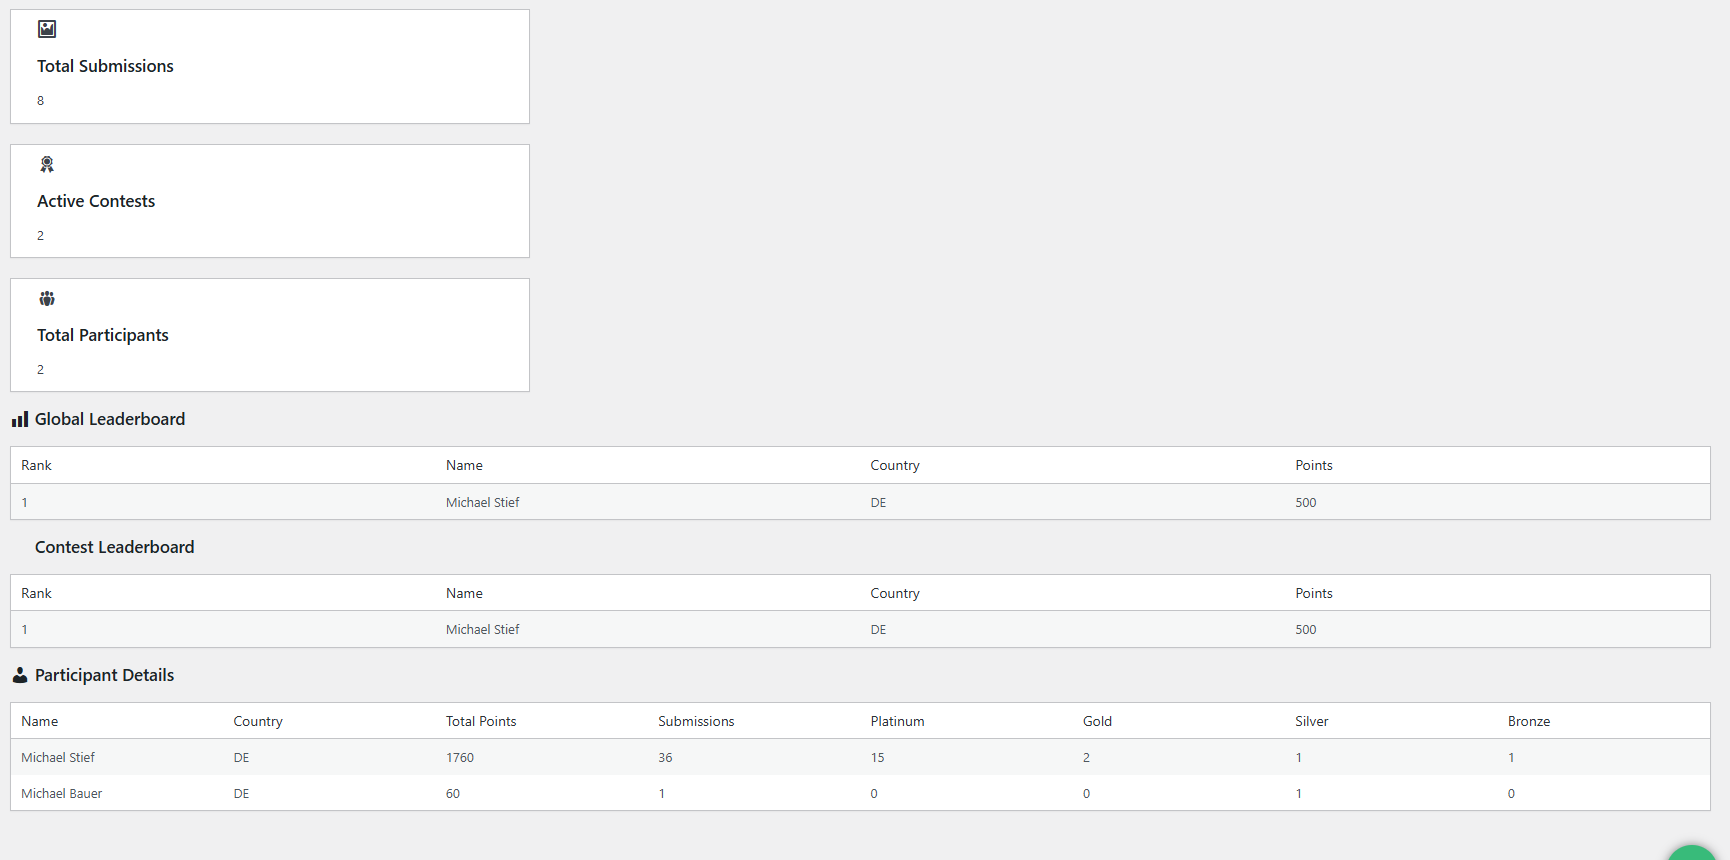 Total Submissions
8
Active Contests
2
Total Participants
2
Global Leaderboard
Rank Name Country Points
1 Michael Stief DE 500
Contest Leaderboard
Rank Name Country Points
1 Michael Stief DE 500
Participant Details
Name Country Total Points Submissions Platinum Gold Silver Bronze
Michael Stief DE 1760 36 15 2 1 1
Michael Bauer DE 60 1 0 0 1 0